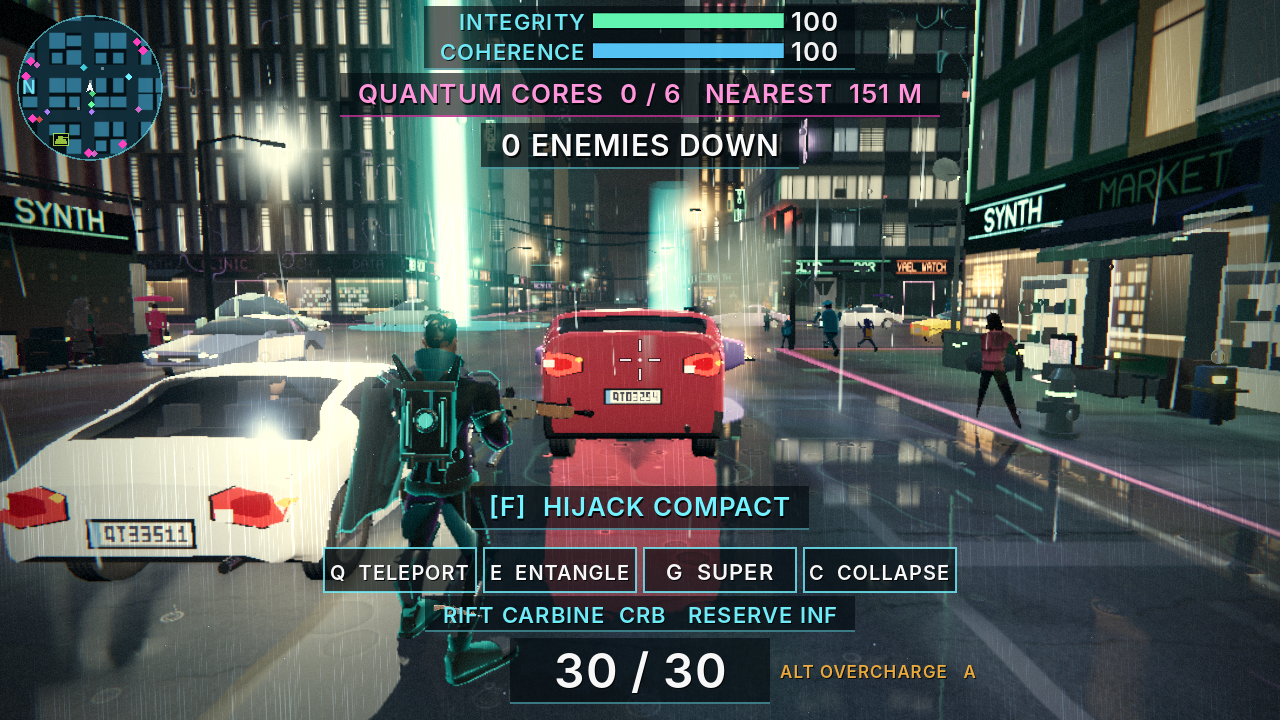 INTEGRITY 100
COHERENCE 100
QUANTUM CORES 0 / 6 NEAREST 151 M
0 ENEMIES DOWN
N
SYNTH
SYNTH
MARKET
VAEL WATCH
QT03294
QT33511
[F] HIJACK COMPACT
Q TELEPORT
E ENTANGLE
G SUPER
C COLLAPSE
RIFT CARBINE CRB RESERVE INF
30 / 30
ALT OVERCHARGE A